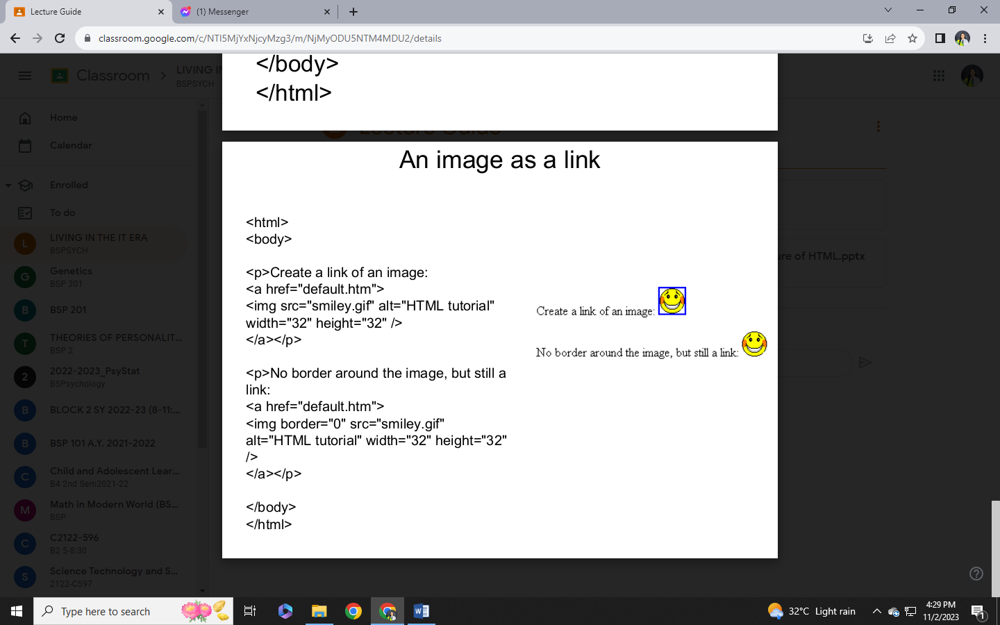 Lecture Guide
(1) Messenger
classroom.google.com/c/NTI5MjYxNjcyMzg3/m/NjMyODU5NTM4MDU2/details
Classroom
LIVING IN
BSPSYCH
Home
Calendar
Enrolled
To do
L
LIVING IN THE IT ERA
BSPSYCH
G
Genetics
BSP 301
B
BSP 201
T
THEORIES OF PERSONALIT...
BSP 2
2
2022-2023_PsyStat
BSPsychology
B
BLOCK 2 SY 2022-23 (8-11:...
B
BSP 101 A.Y. 2021-2022
C
Child and Adolescent Lear...
B4 2nd Sem2021-22
M
Math in Modern World (BS...
BSP
C
C2122-596
B2 5-8:30
S
Science Technology and S...
2122-C597
Lecture Guide
ure of HTML.pptx
</body>
</html>
An image as a link
<html>
<body>
<p>Create a link of an image:
<a href="default.htm">
<img src="smiley.gif" alt="HTML tutorial"
width="32" height="32" />
</a></p>
<p>No border around the image, but still a
link:
<a href="default.htm">
<img border="0" src="smiley.gif"
alt="HTML tutorial" width="32" height="32"
/>
</a></p>
</body>
</html>
Create a link of an image:
No border around the image, but still a link:
Type here to search
32°C Light rain
4:29 PM
11/2/2023
1